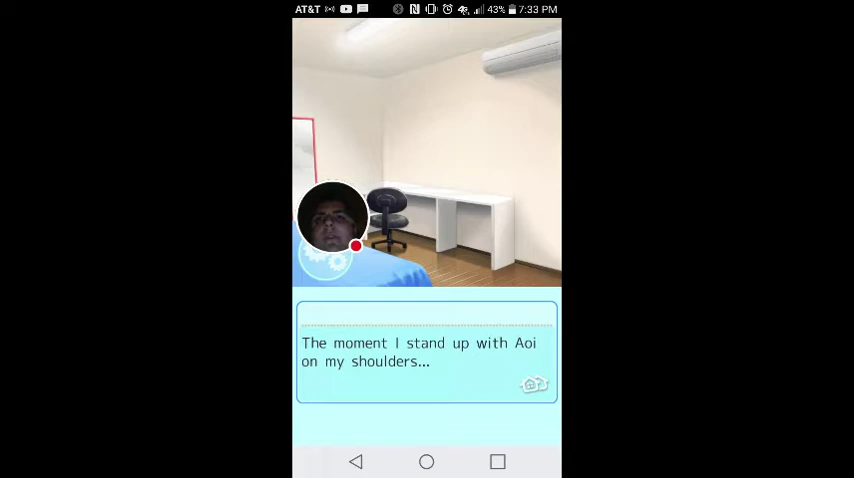 AT&T 43% 7:33 PM
The moment I stand up with Aoi
on my shoulders...